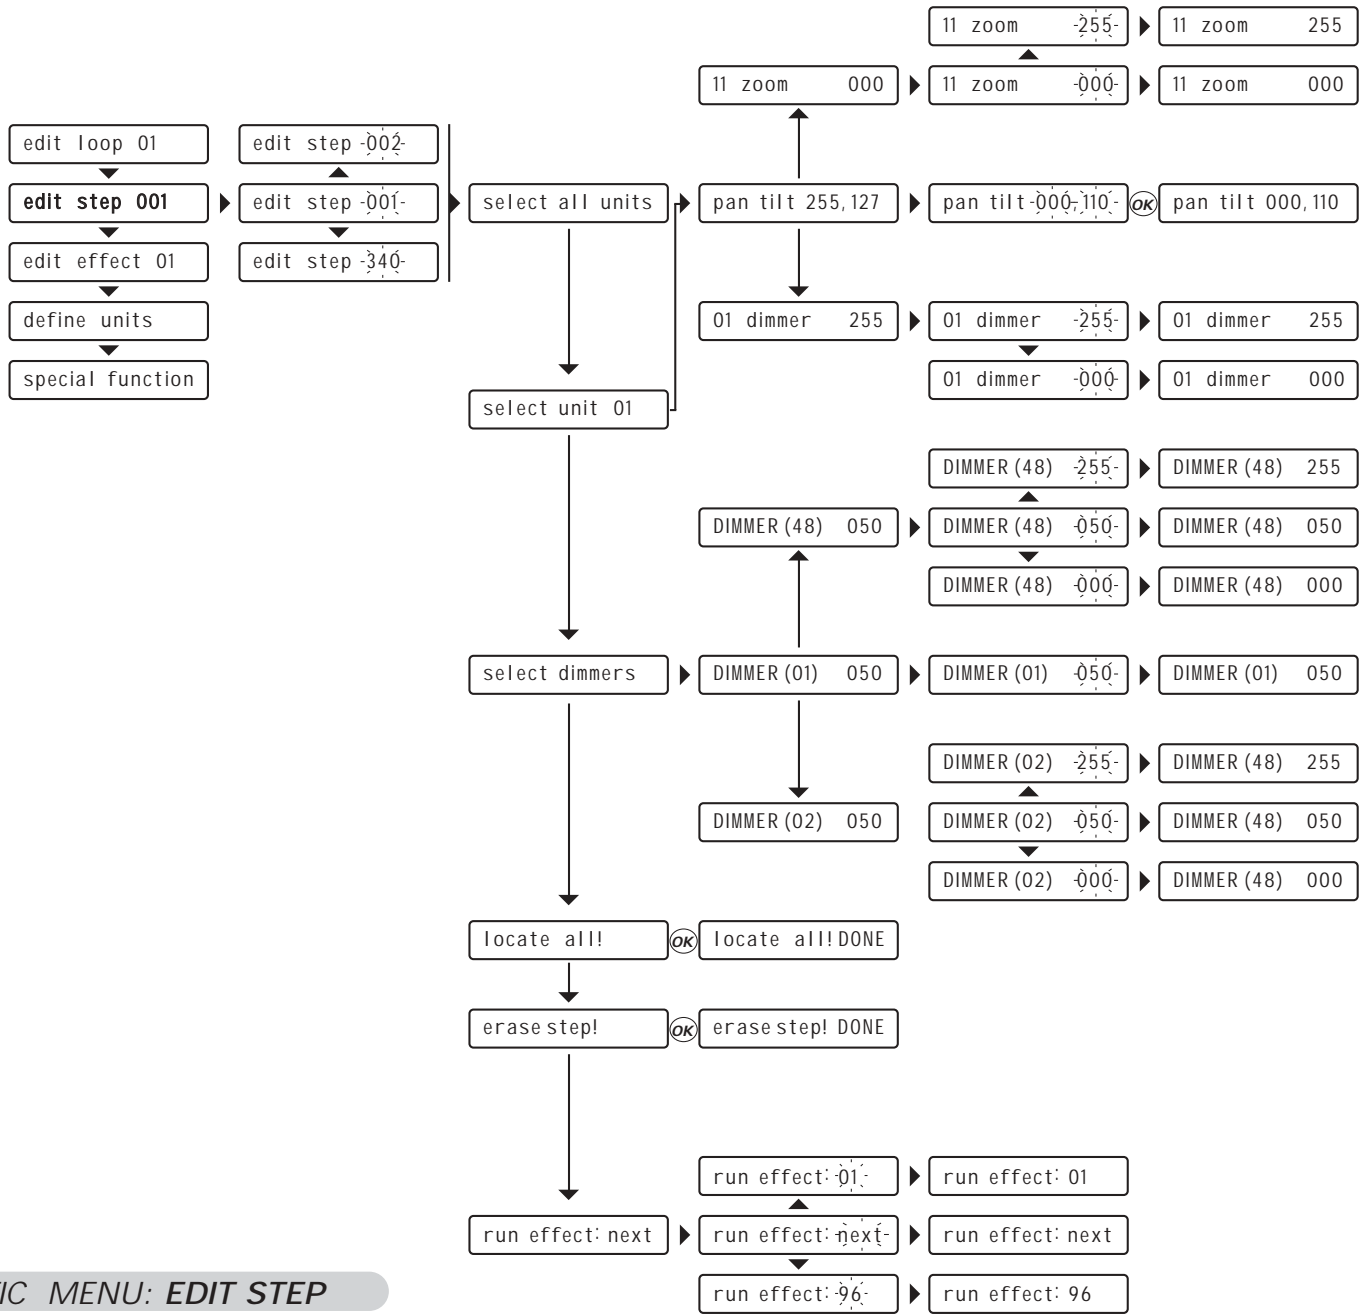 11 zoom 255
11 zoom 255
11 zoom 000
11 zoom 000
11 zoom 000
edit loop 01
edit step 002
edit step 001
edit step 001
select all units
pan tilt 255,127
pan tilt 000,110
OK
pan tilt 000,110
edit effect 01
edit step 340
define units
01 dimmer 255
01 dimmer 255
01 dimmer 255
special function
01 dimmer 000
01 dimmer 000
select unit 01
DIMMER (48) 255
DIMMER (48) 255
DIMMER (48) 050
DIMMER (48) 050
DIMMER (48) 050
DIMMER (48) 000
DIMMER (48) 000
select dimmers
DIMMER (01) 050
DIMMER (01) 050
DIMMER (01) 050
DIMMER (02) 255
DIMMER (48) 255
DIMMER (02) 050
DIMMER (02) 050
DIMMER (48) 050
DIMMER (02) 000
DIMMER (48) 000
locate all!
OK
locate all! DONE
erase step!
OK
erase step! DONE
run effect: 01
run effect: 01
run effect: next
run effect: next
run effect: next
run effect: 96
run effect: 96
IC MENU: EDIT STEP